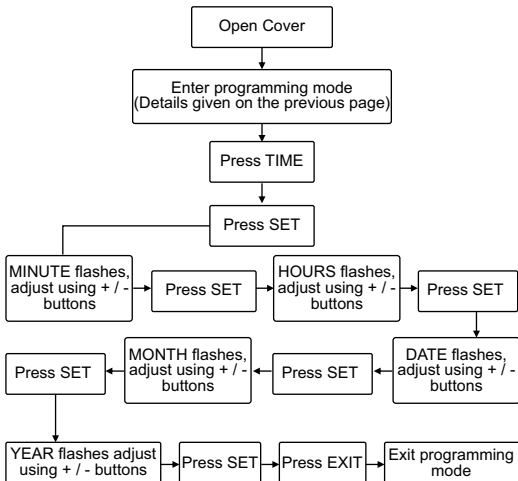 Open Cover
Enter programming mode
(Details given on the previous page)
Press TIME
Press SET
MINUTE flashes,
adjust using + / -
buttons
Press SET
HOURS flashes,
adjust using + / -
buttons
Press SET
DATE flashes,
adjust using + / -
buttons
Press SET
MONTH flashes,
adjust using + / -
buttons
Press SET
YEAR flashes adjust
using + / - buttons
Press SET
Press EXIT
Exit programming
mode